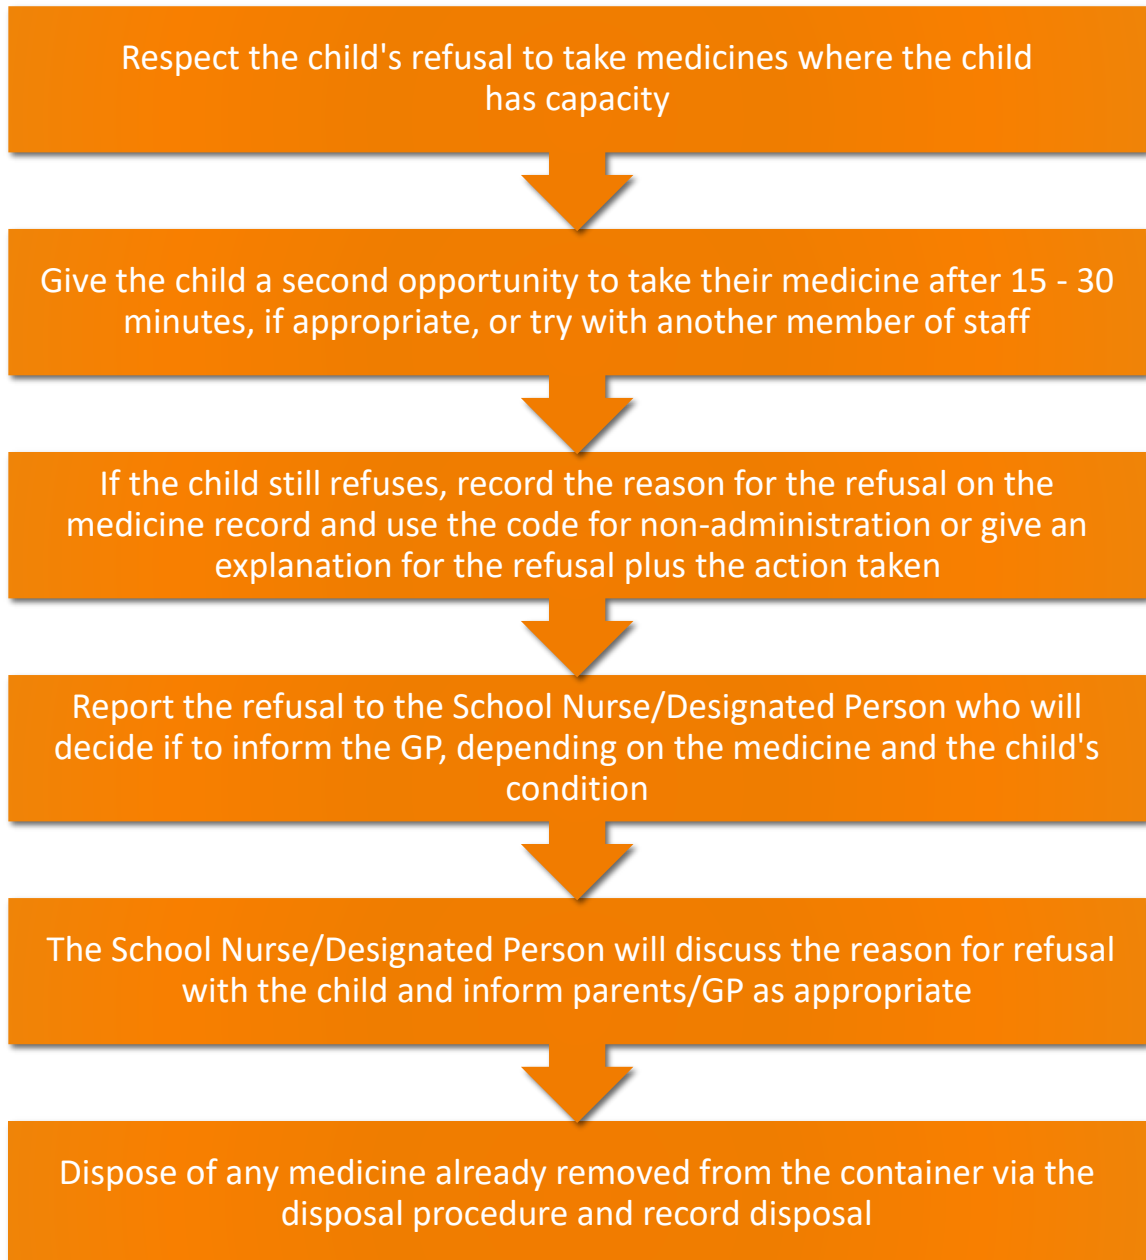 Respect the child's refusal to take medicines where the child
has capacity
Give the child a second opportunity to take their medicine after 15 - 30
minutes, if appropriate, or try with another member of staff
If the child still refuses, record the reason for the refusal on the
medicine record and use the code for non-administration or give an
explanation for the refusal plus the action taken
Report the refusal to the School Nurse/Designated Person who will
decide if to inform the GP, depending on the medicine and the child's
condition
The School Nurse/Designated Person will discuss the reason for refusal
with the child and inform parents/GP as appropriate
Dispose of any medicine already removed from the container via the
disposal procedure and record disposal